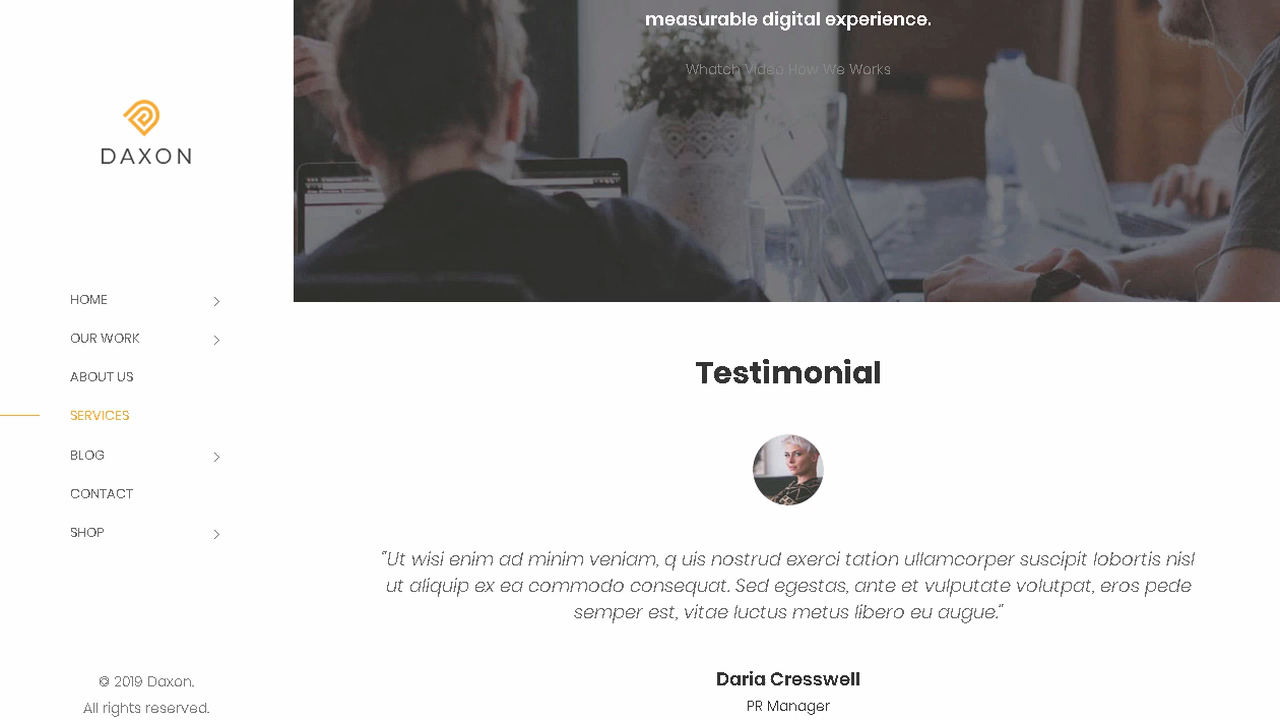 DAXON
HOME
OUR WORK
ABOUT US
SERVICES
BLOG
CONTACT
SHOP
© 2019 Daxon.
All rights reserved.
measurable digital experience.
Whatch Video How We Works
Testimonial
“Ut wisi enim ad minim veniam, q uis nostrud exerci tation ullamcorper suscipit lobortis nisl
ut aliquip ex ea commodo consequat. Sed egestas, ante et vulputate volutpat, eros pede
semper est, vitae luctus metus libero eu augue.”
Daria Cresswell
PR Manager